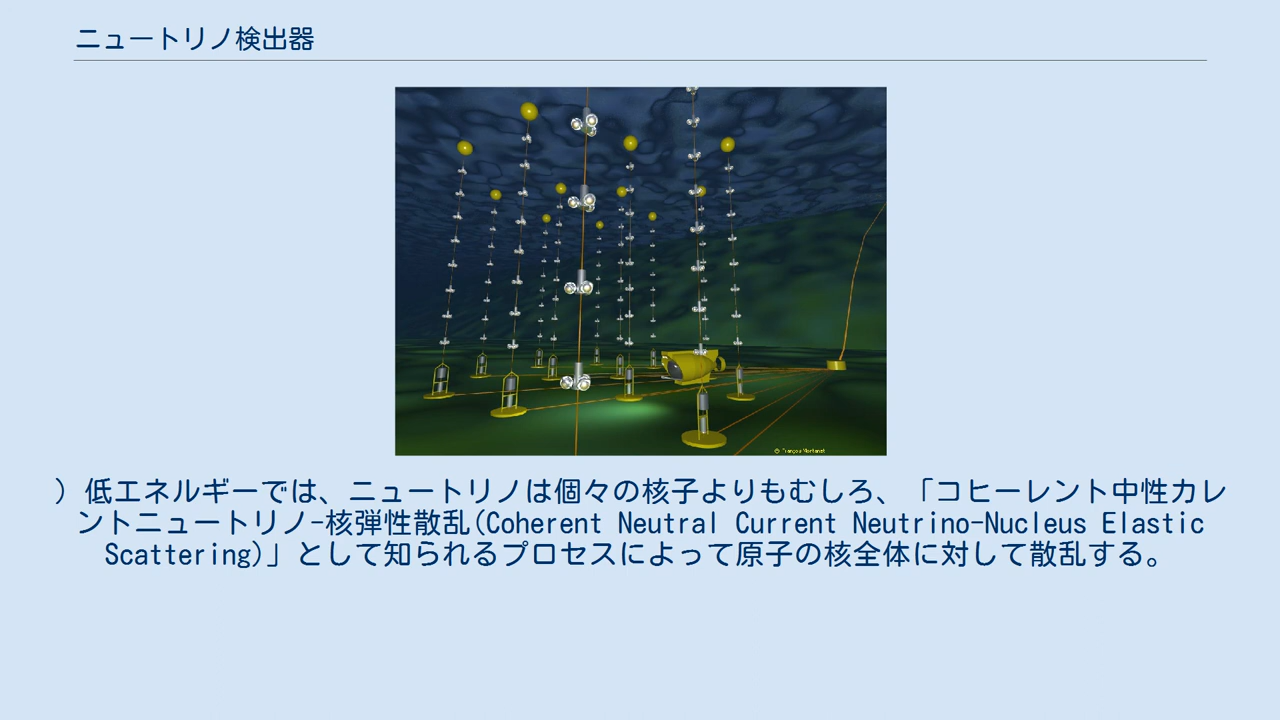 ニュートリノ検出器
© François Montanet
）低エネルギーでは、ニュートリノは個々の核子よりもむしろ、「コヒーレント中性カレ
ントニュートリノ-核弾性散乱(Coherent Neutral Current Neutrino-Nucleus Elastic
Scattering)」として知られるプロセスによって原子の核全体に対して散乱する。